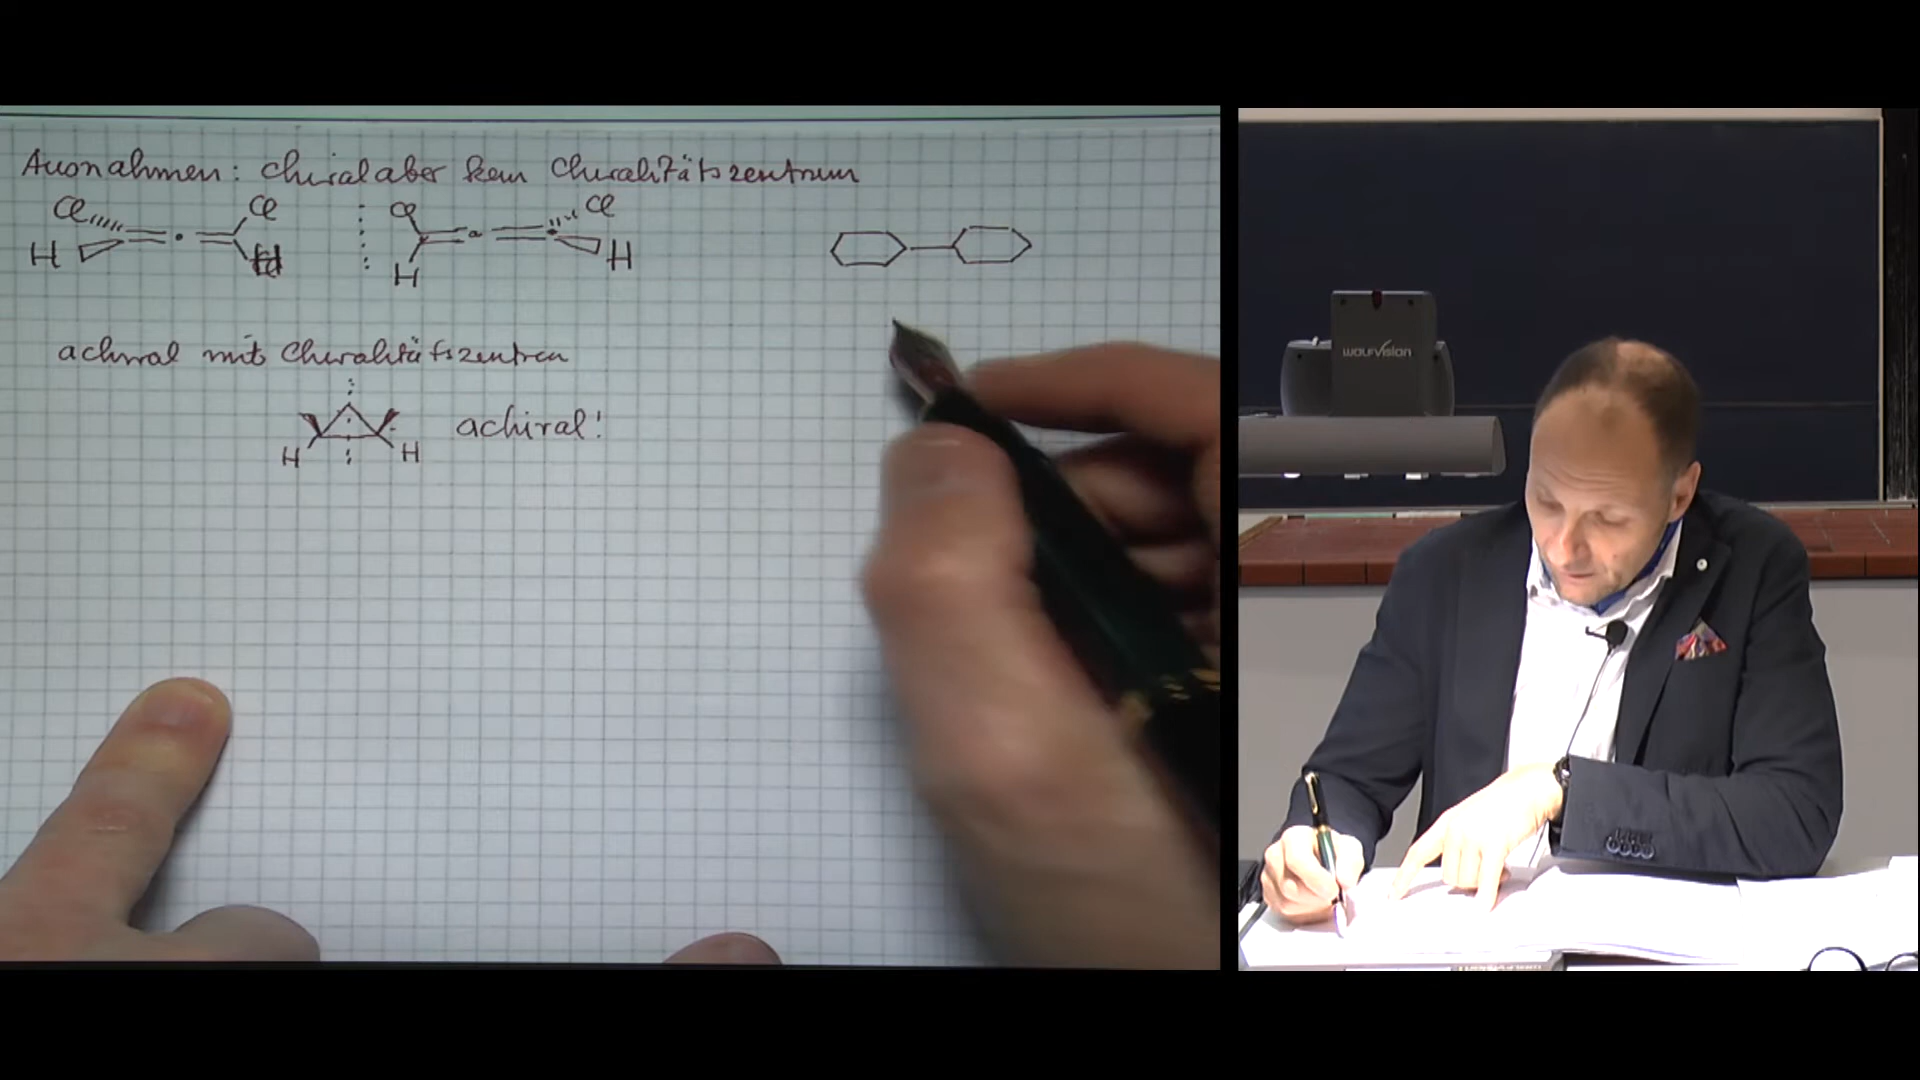 Ausnahmen: chiral aber kein Chiralitätszentrum
Cl Cl Cl Cl
H H H H
achiral mit Chiralitätszentren
H H achiral!
WOLFVISION